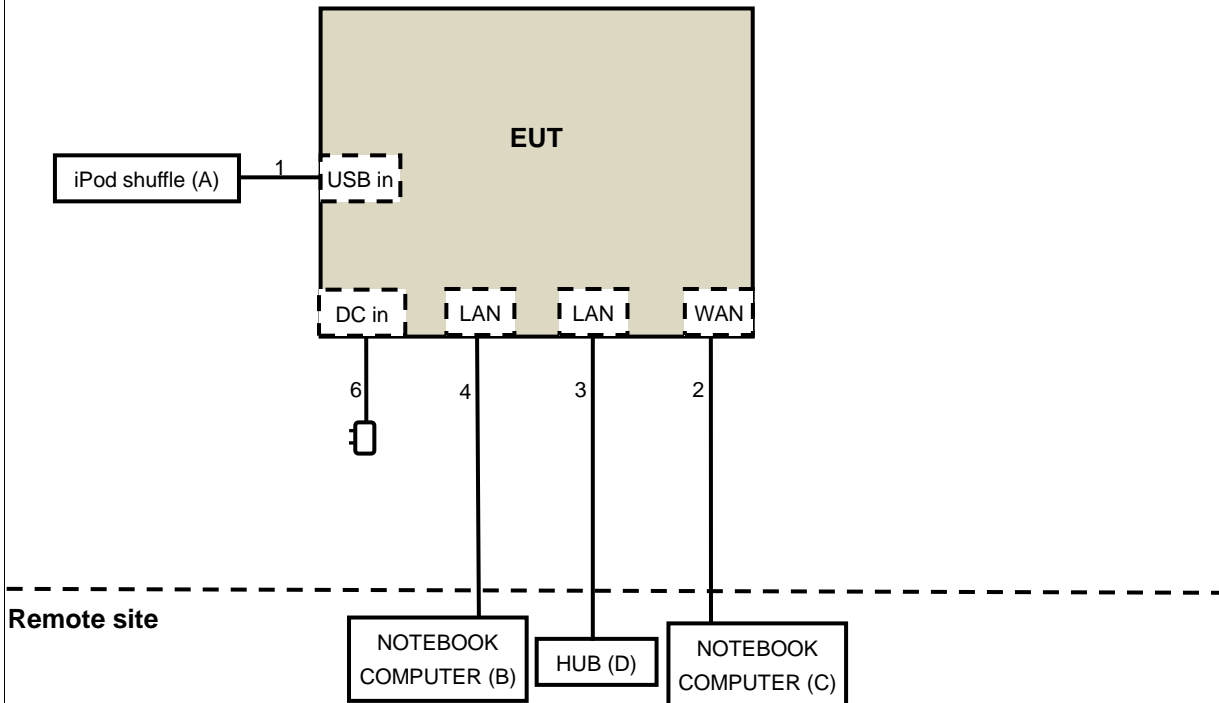 EUT
iPod shuffle (A)
1
USB in
DC in
LAN
LAN
WAN
6
4
3
2
Remote site
NOTEBOOK
COMPUTER (B)
HUB (D)
NOTEBOOK
COMPUTER (C)